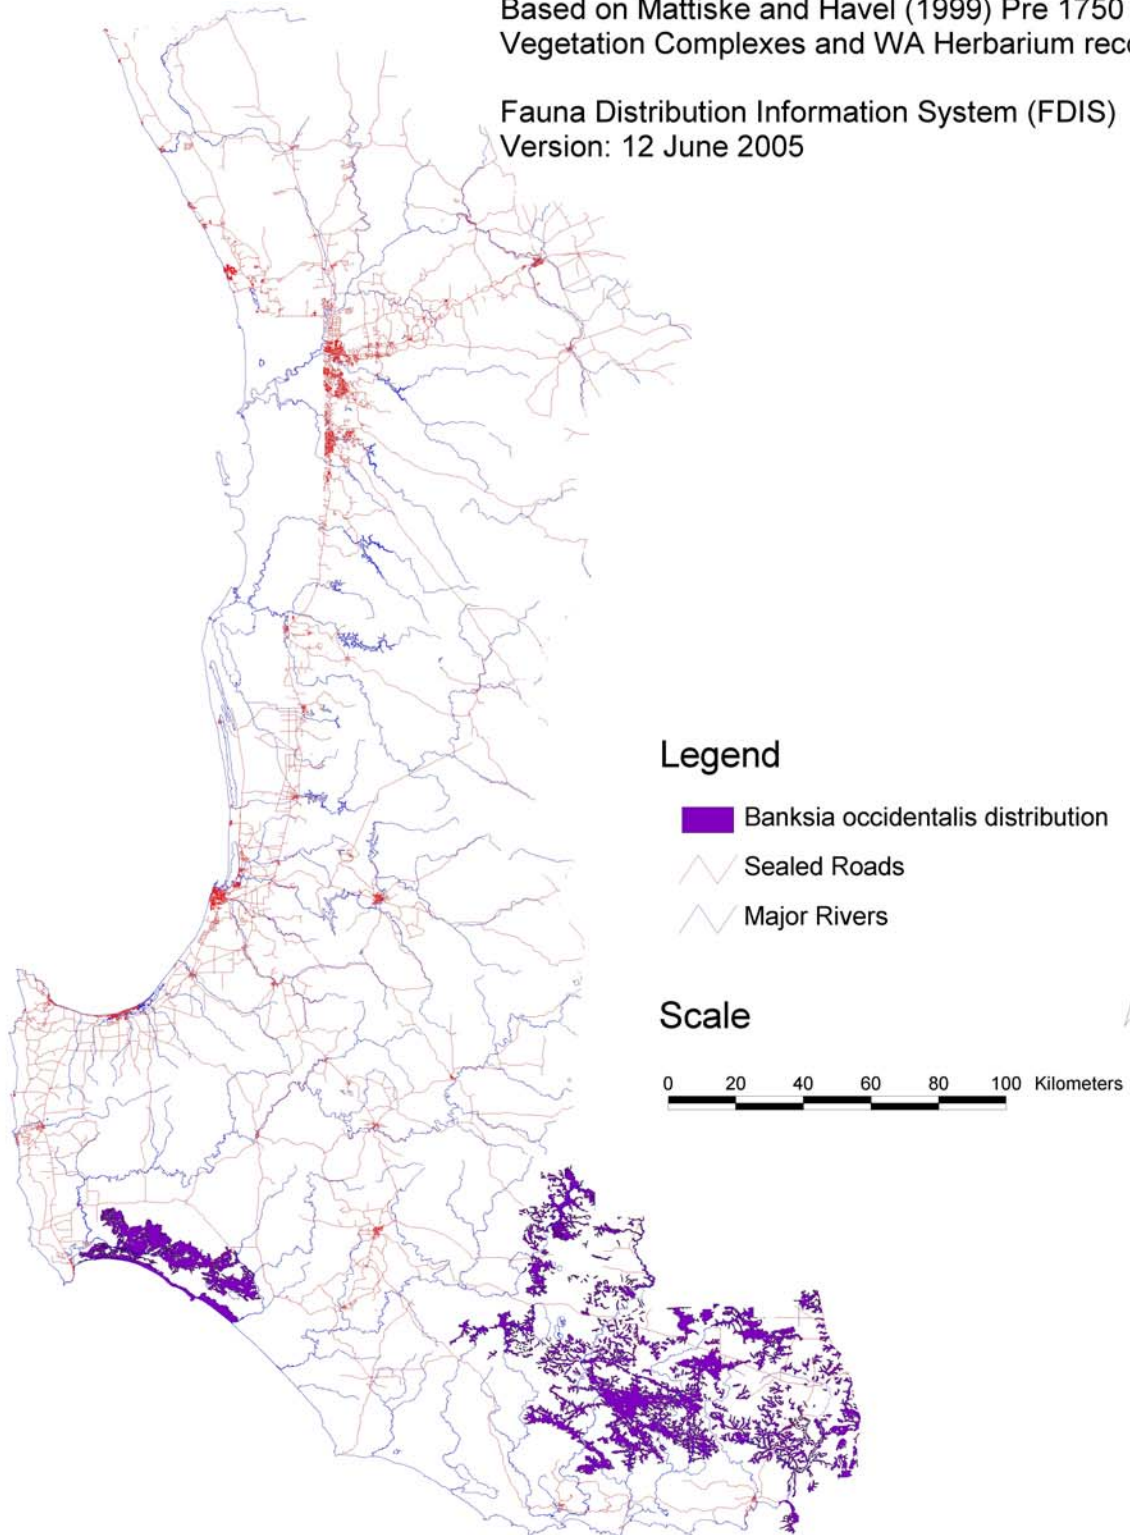 Based on Mattiske and Havel (1999) Pre 1750
Vegetation Complexes and WA Herbarium
Fauna Distribution Information System (FDIS)
Version: 12 June 2005
Legend
Banksia occidentalis distribution
Sealed Roads
Major Rivers
Scale
0 20 40 60 80 100 Kilometers